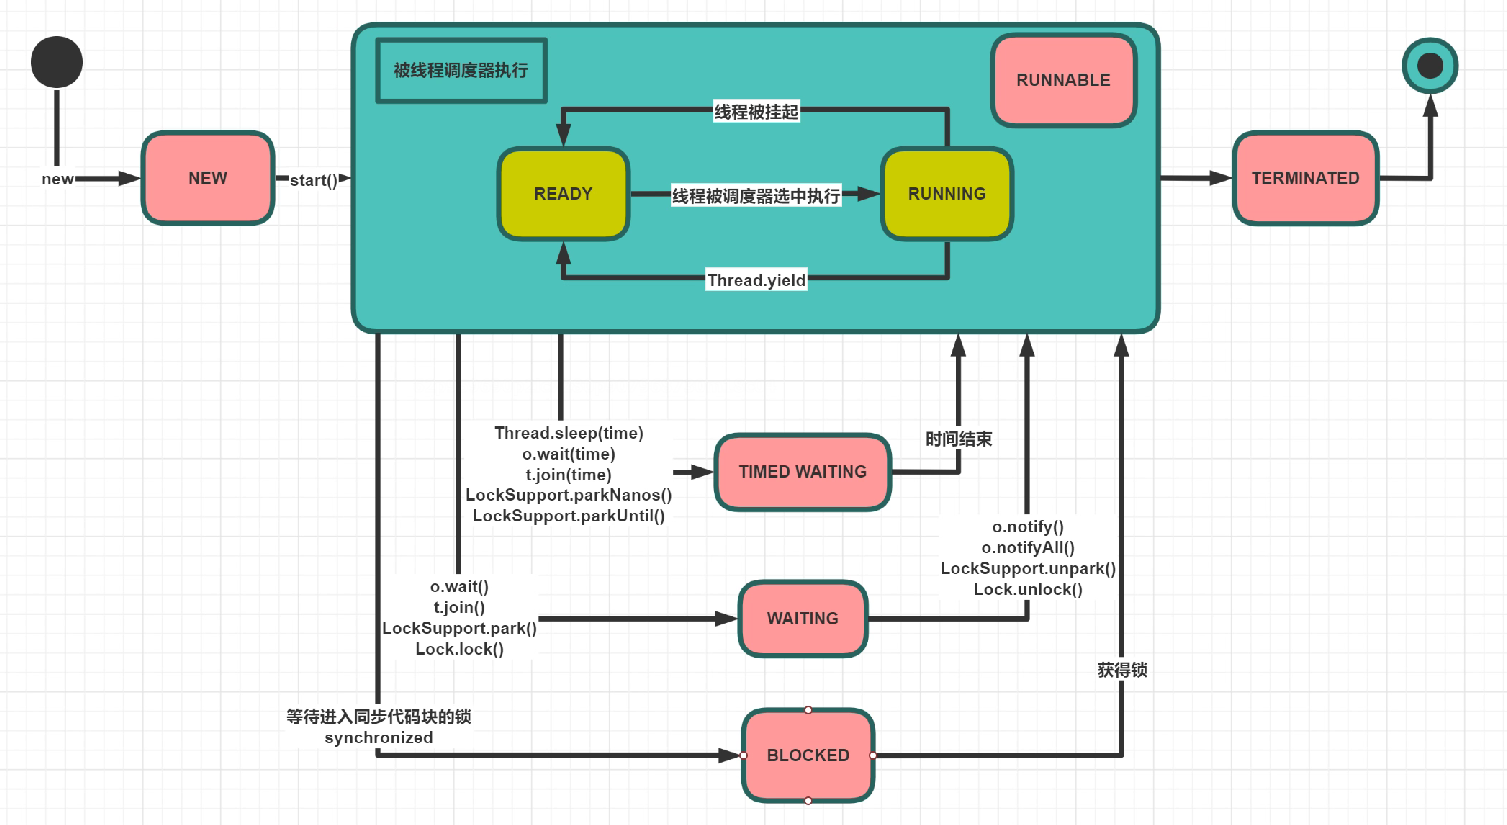 被线程调度器执行
RUNNABLE
线程被挂起
new
NEW
start()
READY
线程被调度器选中执行
RUNNING
TERMINATED
Thread.yield
Thread.sleep(time)
o.wait(time)
t.join(time)
LockSupport.parkNanos()
LockSupport.parkUntil()
TIMED WAITING
时间结束
o.notify()
o.notifyAll()
LockSupport.unpark()
Lock.unlock()
o.wait()
t.join()
LockSupport.park()
Lock.lock()
WAITING
获得锁
等待进入同步代码块的锁
synchronized
BLOCKED